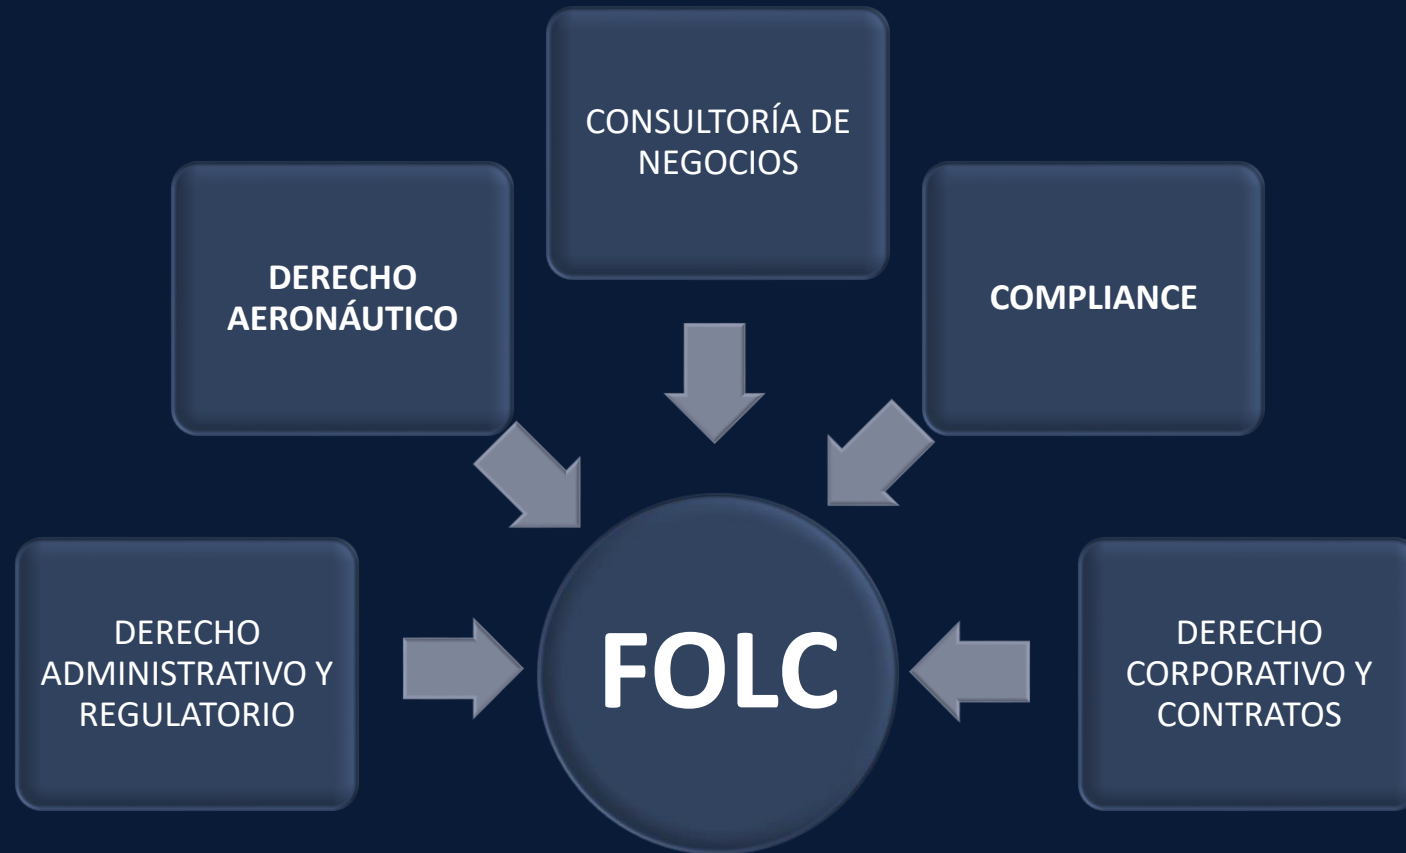 CONSULTORÍA DE
NEGOCIOS
DERECHO
AERONÁUTICO
COMPLIANCE
DERECHO
ADMINISTRATIVO Y
REGULATORIO
FOLC
DERECHO
CORPORATIVO Y
CONTRATOS